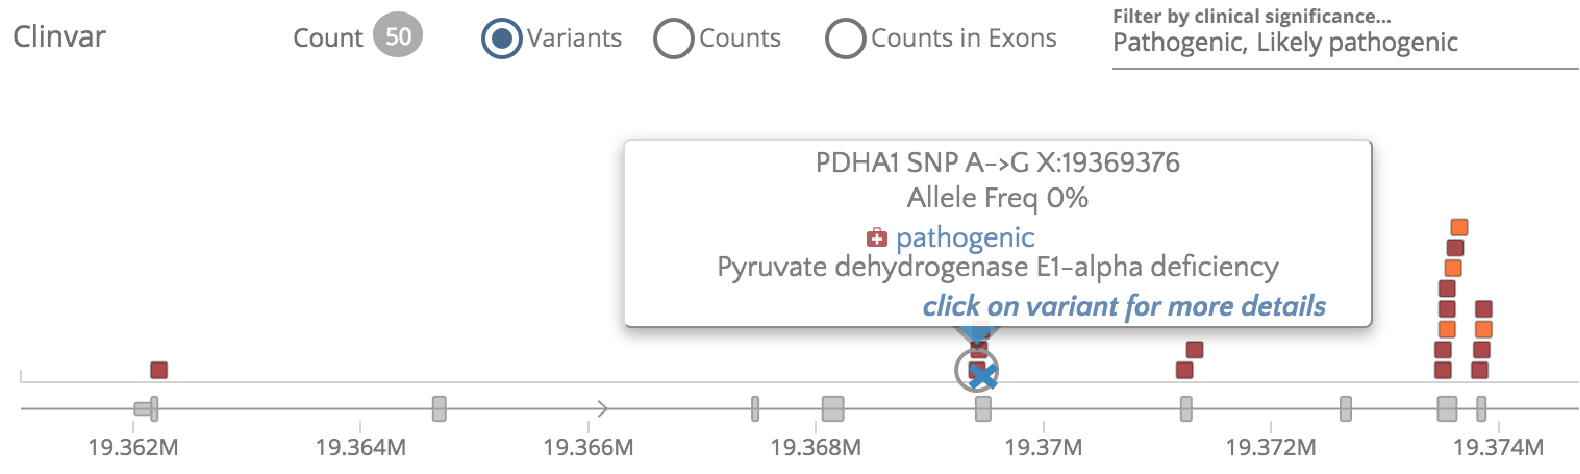 Clinvar
Count 50
Variants
Counts
Counts in Exons
Filter by clinical significance...
Pathogenic, Likely pathogenic
PDHA1 SNP A->G X:19369376
Allele Freq 0%
pathogenic
Pyruvate dehydrogenase E1-alpha deficiency
click on variant for more details
19.362M 19.364M 19.366M 19.368M 19.37M 19.372M 19.374M